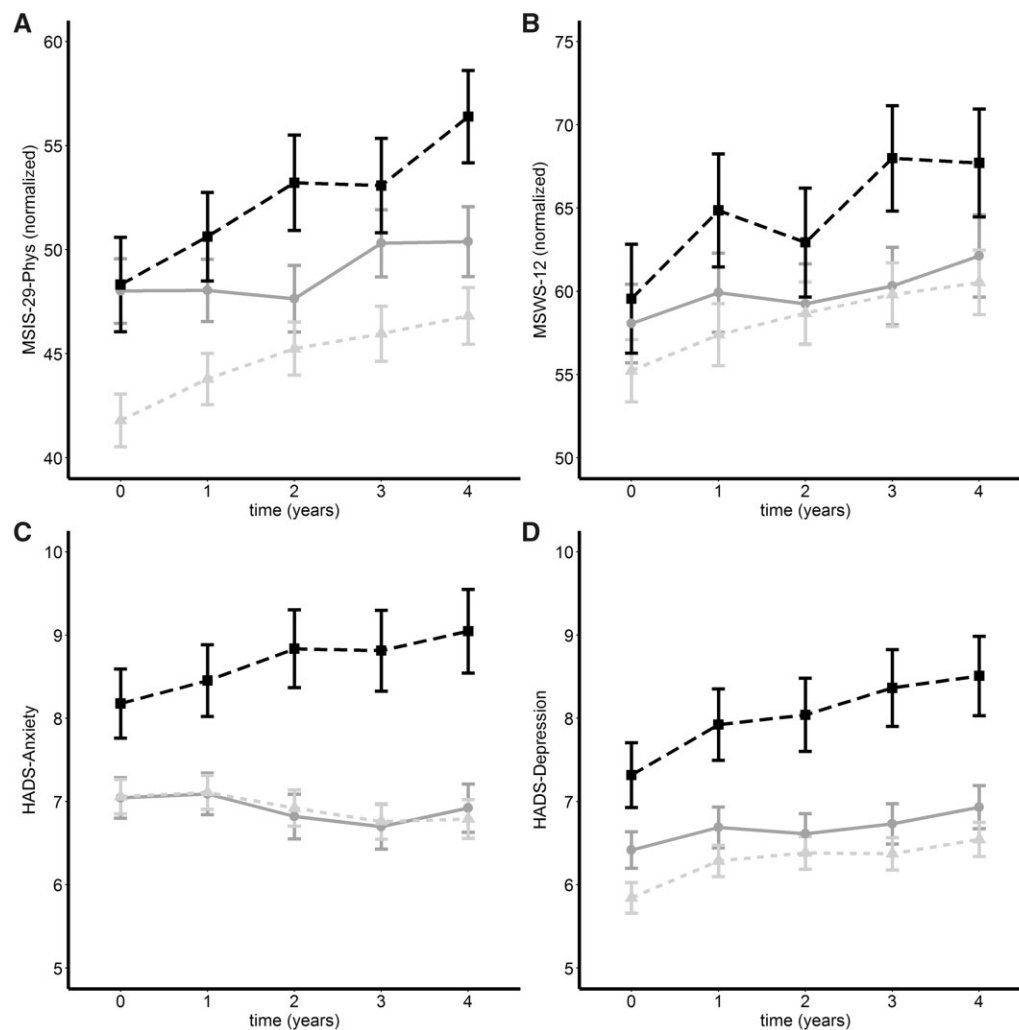 A
60
55
50
45
40
MSIS-29-Phys (normalized)
0 1 2 3 4
time (years)
B
75
70
65
60
55
50
MSWS-12 (normalized)
0 1 2 3 4
time (years)
C
10
9
8
7
6
5
HADS-Anxiety
0 1 2 3 4
time (years)
D
10
9
8
7
6
5
HADS-Depression
0 1 2 3 4
time (years)